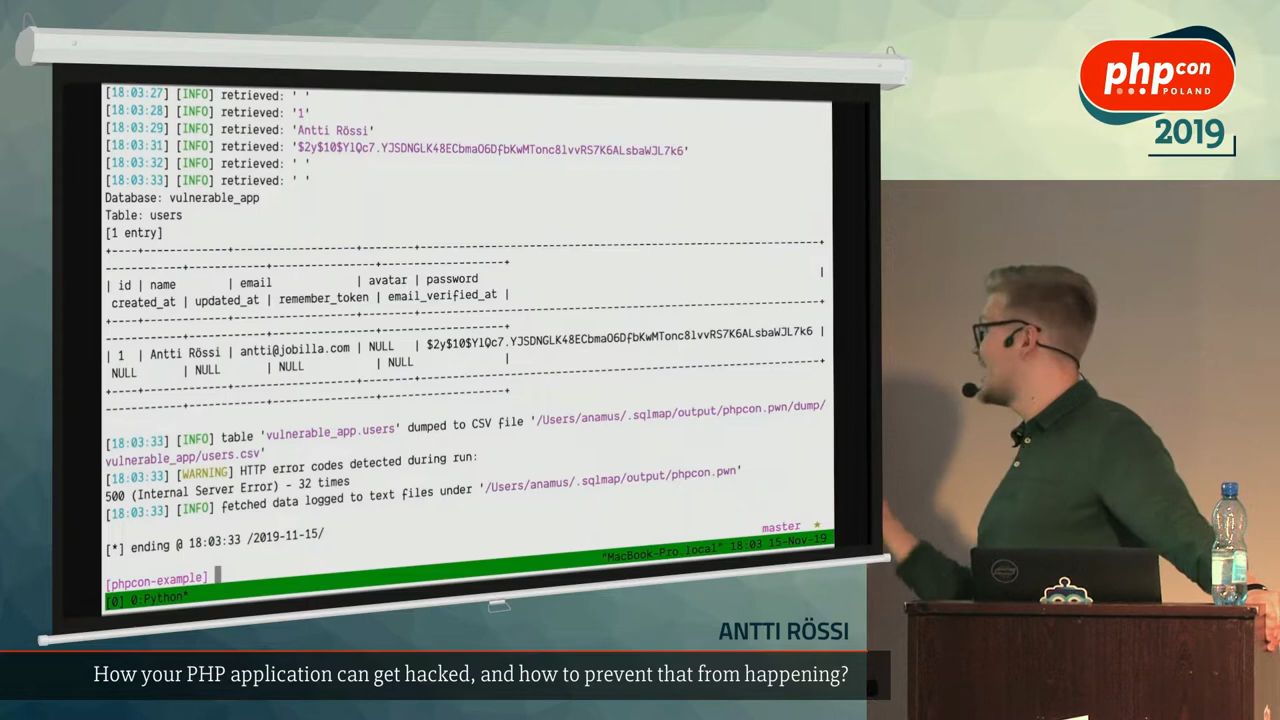 [18:03:27] [INFO] retrieved: ' '
[18:03:28] [INFO] retrieved: '1'
[18:03:29] [INFO] retrieved: 'Antti Rössi'
[18:03:31] [INFO] retrieved: '$2y$10$YlQc7.YJSDNGLK48ECbmaO6DfbKwMTonc8lvvRS7K6ALsbaWJL7k6'
[18:03:32] [INFO] retrieved: ' '
[18:03:33] [INFO] retrieved: ' '
Database: vulnerable_app
Table: users
[1 entry]
| id | name | email | avatar | password |
created_at | updated_at | remember_token | email_verified_at |
| 1 | Antti Rössi | antti@jobilla.com | NULL | $2y$10$YlQc7.YJSDNGLK48ECbmaO6DfbKwMTonc8lvvRS7K6ALsbaWJL7k6 |
NULL | NULL | NULL | NULL |
[18:03:33] [INFO] table 'vulnerable_app.users' dumped to CSV file '/Users/anamus/.sqlmap/output/phpcon.pwn/dump/
vulnerable_app/users.csv'
[18:03:33] [WARNING] HTTP error codes detected during run:
500 (Internal Server Error) - 32 times
[18:03:33] [INFO] fetched data logged to text files under '/Users/anamus/.sqlmap/output/phpcon.pwn'
[*] ending @ 18:03:33 /2019-11-15/
master ★
[phpcon-example]
[0] 0:Python* "MacBook-Pro.local" 18:03 15-Nov-19
phpcon
POLAND
2019
ANTTI RÖSSI
How your PHP application can get hacked, and how to prevent that from happening?